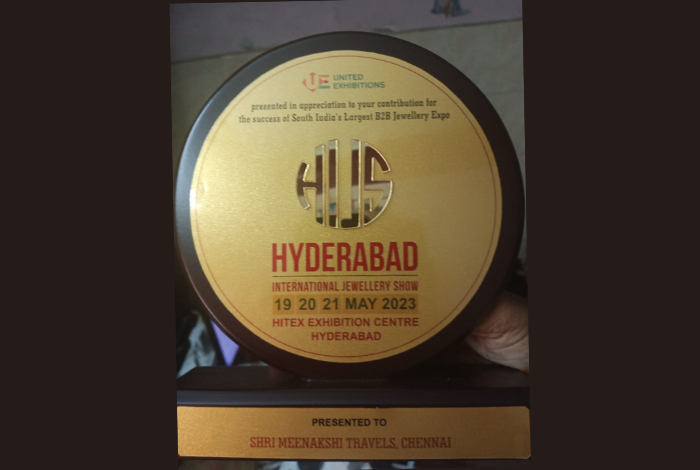 UE UNITED
EXHIBITIONS
presented in appreciation to your contribution for
the success of South India's Largest B2B Jewellery Expo
HIJS
HYDERABAD
INTERNATIONAL JEWELLERY SHOW
19 20 21 MAY 2023
HITEX EXHIBITION CENTRE
HYDERABAD
PRESENTED TO
SHRI MEENAKSHI TRAVELS, CHENNAI